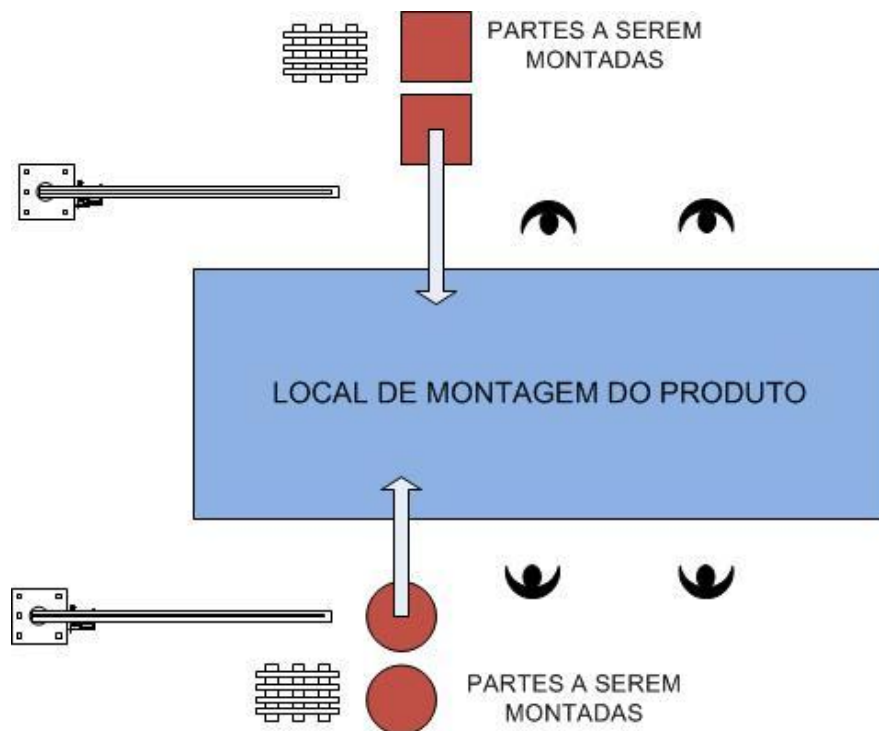 PARTES A SEREM
MONTADAS
LOCAL DE MONTAGEM DO PRODUTO
PARTES A SEREM
MONTADAS